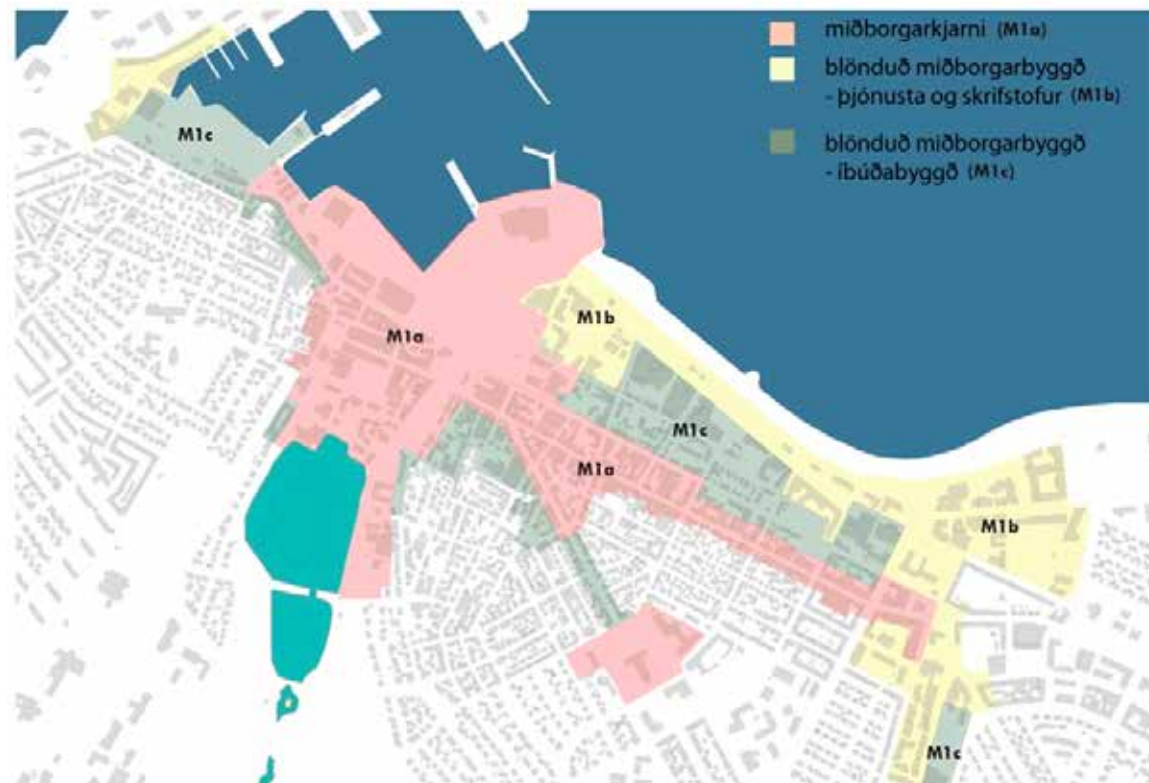 miðborgarkjarni (M1a)
blönduð miðborgarbyggð
- þjónusta og skrifstofur (M1b)
blönduð miðborgarbyggð
- íbúðabyggð (M1c)
M1c
M1b
M1a
M1c
M1a
M1b
M1c